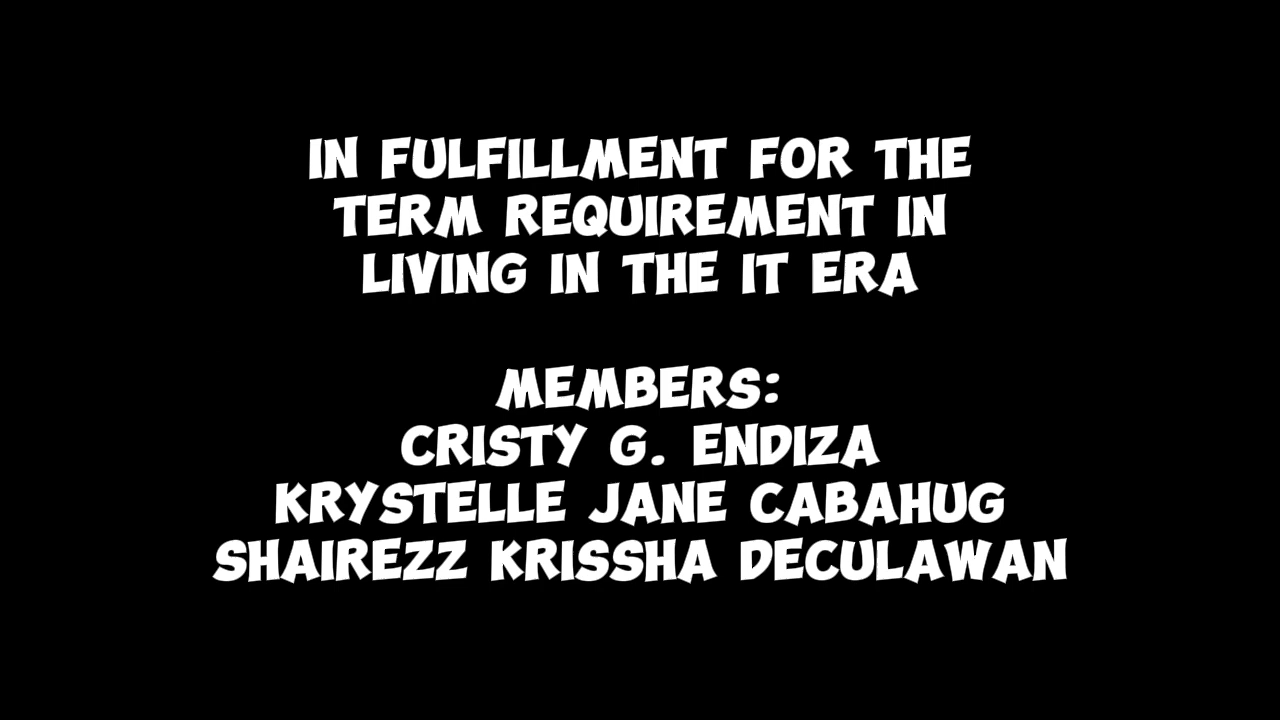 IN FULFILLMENT FOR THE
TERM REQUIREMENT IN
LIVING IN THE IT ERA
MEMBERS:
CRISTY G. ENDIZA
KRYSTELLE JANE CABAHUG
SHAIREZZ KRISSHA DECULAWAN